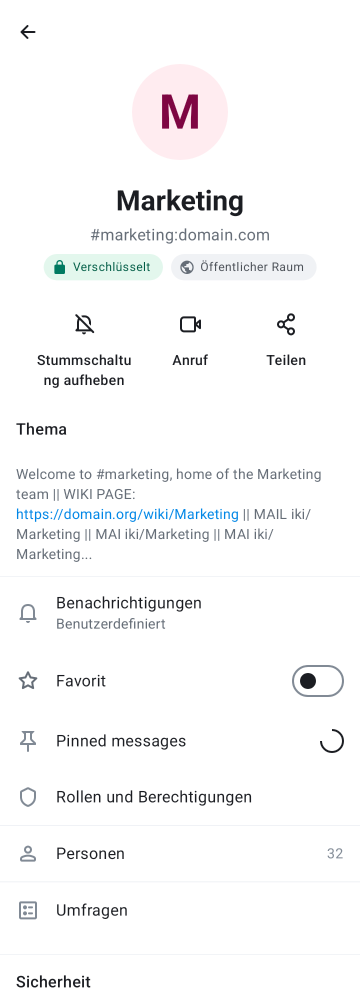 M
Marketing
#marketing:domain.com
Verschlüsselt
Öffentlicher Raum
Stummschaltu
ng aufheben
Anruf
Teilen
Thema
Welcome to #marketing, home of the Marketing
team || WIKI PAGE:
https://domain.org/wiki/Marketing || MAIL iki/
Marketing || MAI iki/Marketing || MAI iki/
Marketing...
Benachrichtigungen
Benutzerdefiniert
Favorit
Pinned messages
Rollen und Berechtigungen
Personen 32
Umfragen
Sicherheit